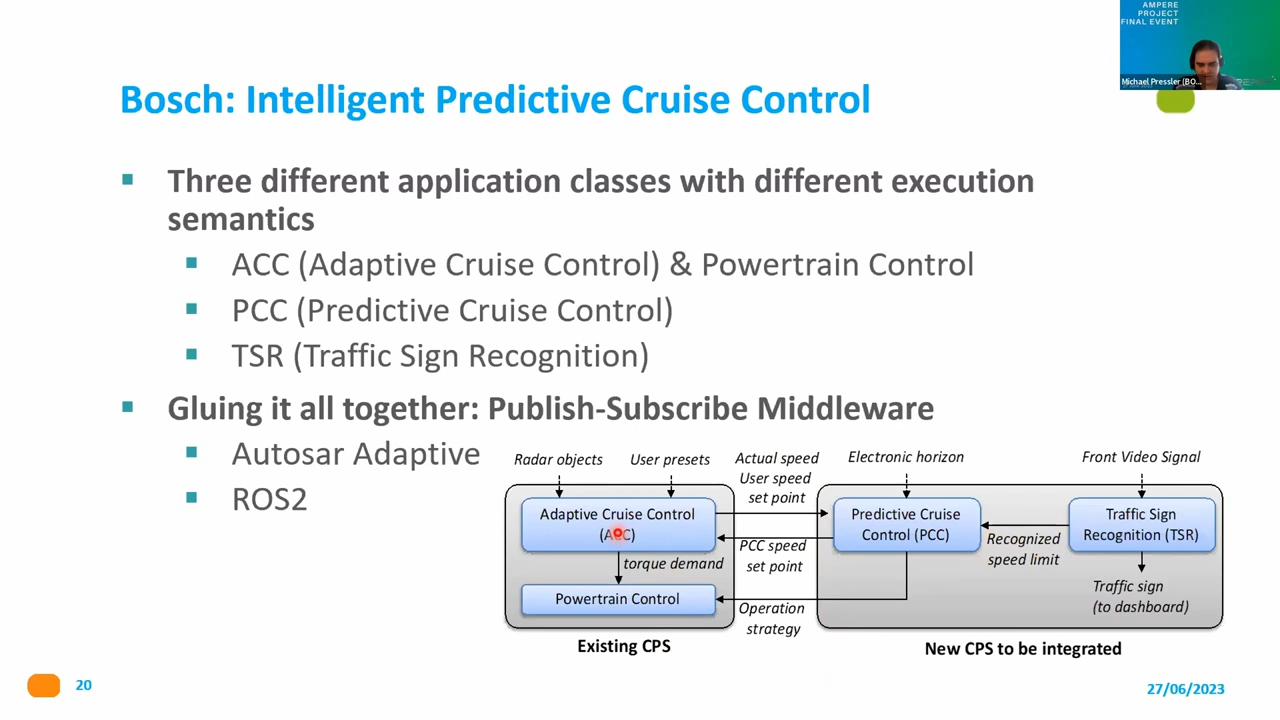 AMPERE
PROJECT
FINAL EVENT
Michael Pressler (BO...
Bosch: Intelligent Predictive Cruise Control
Three different application classes with different execution
semantics
ACC (Adaptive Cruise Control) & Powertrain Control
PCC (Predictive Cruise Control)
TSR (Traffic Sign Recognition)
Gluing it all together: Publish-Subscribe Middleware
Autosar Adaptive
ROS2
Radar objects
User presets
Actual speed
User speed
set point
Electronic horizon
Front Video Signal
Adaptive Cruise Control
(ACC)
Predictive Cruise
Control (PCC)
Traffic Sign
Recognition (TSR)
PCC speed
set point
Recognized
speed limit
torque demand
Traffic sign
(to dashboard)
Powertrain Control
Operation
strategy
Existing CPS
New CPS to be integrated
20
27/06/2023